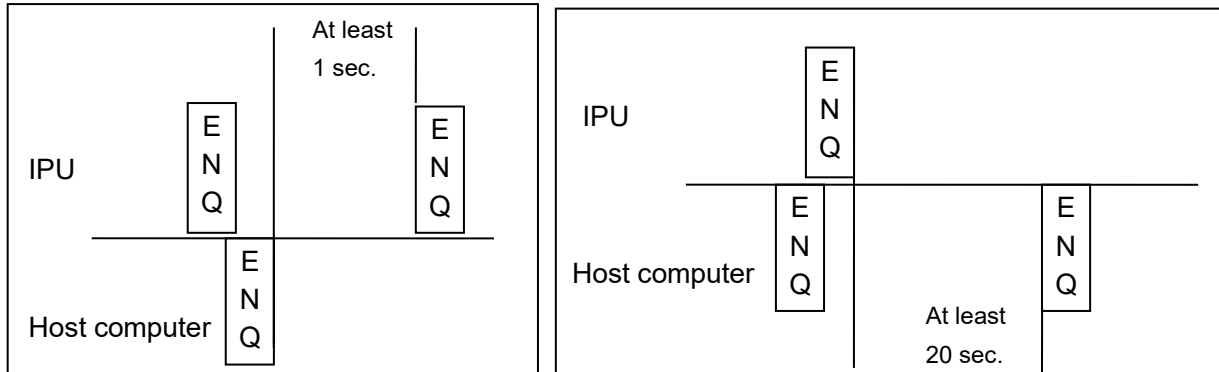 At least
1 sec.
E
N
Q
E
N
Q
IPU
E
N
Q
Host computer
E
N
Q
IPU
E
N
Q
E
N
Q
Host computer
At least
20 sec.